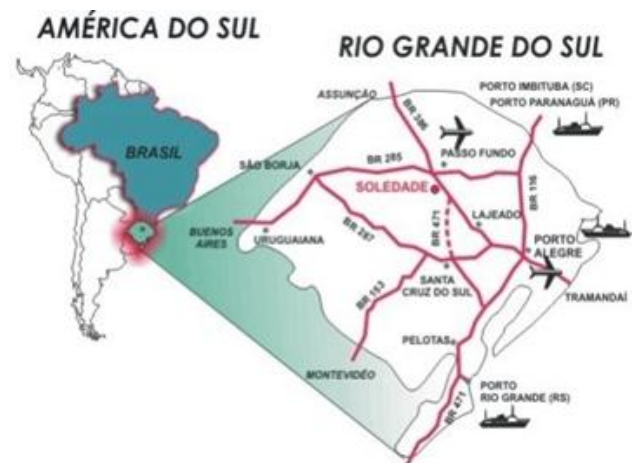 AMÉRICA DO SUL
BRASIL
RIO GRANDE DO SUL
ASSUNÇÃO
PORTO IMBITUBA (SC)
PORTO PARANAGUÁ (PR)
BR 386
PASSO FUNDO
BR 285
SÃO BORJA
SOLEDADE
BR 116
BR 471
LAJEADO
BUENOS
AIRES
URUGUAIANA
BR 287
PORTO
ALEGRE
SANTA
CRUZ DO SUL
TRAMANDAÍ
BR 153
PELOTAS
MONTEVIDÉO
PORTO
RIO GRANDE (RS)
BR 471